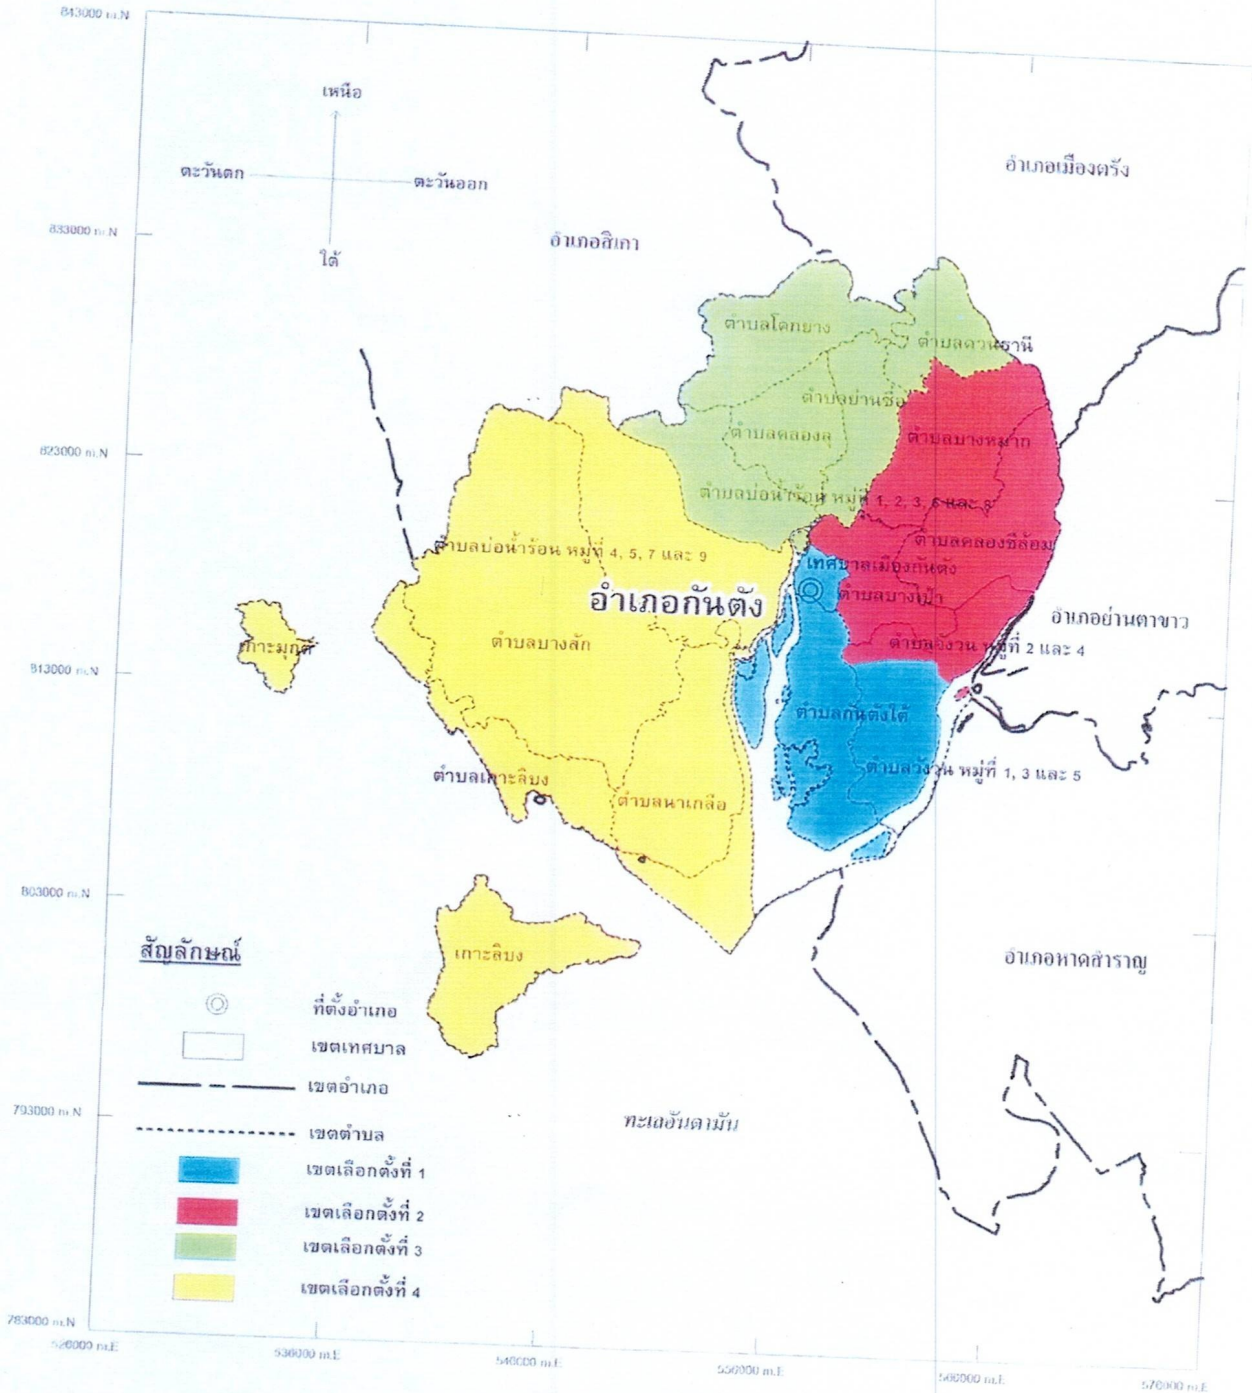 843000 m.N
เหนือ
ตะวันตก
ตะวันออก
ใต้
อำเภอเมืองตรัง
833000 m.N
อำเภอสิเกา
ตำบลโคกยาง
ตำบลควนธานี
ตำบลย่านซื่อ
ตำบลคลองลุ
ตำบลบางหมาก
823000 m.N
ตำบลบ่อน้ำร้อน หมู่ที่ 1, 2, 3, 6 และ 8
ตำบลคลองชีล้อม
ตำบลบ่อน้ำร้อน หมู่ที่ 4, 5, 7 และ 9
เทศบาลเมืองกันตัง
ตำบลบางเป้า
อำเภอกันตัง
อำเภอย่านตาขาว
ตำบลบางสัก
ตำบลวังวน หมู่ที่ 2 และ 4
เกาะมุกต์
813000 m.N
ตำบลกันตังใต้
ตำบลวังวน หมู่ที่ 1, 3 และ 5
ตำบลเกาะลิบง
ตำบลนาเกลือ
803000 m.N
เกาะลิบง
อำเภอหาดสำราญ
สัญลักษณ์
ที่ตั้งอำเภอ
เขตเทศบาล
เขตอำเภอ
793000 m.N
ทะเลอันดามัน
เขตตำบล
เขตเลือกตั้งที่ 1
เขตเลือกตั้งที่ 2
เขตเลือกตั้งที่ 3
เขตเลือกตั้งที่ 4
783000 m.N
526000 m.E
536000 m.E
546000 m.E
556000 m.E
566000 m.E
576000 m.E